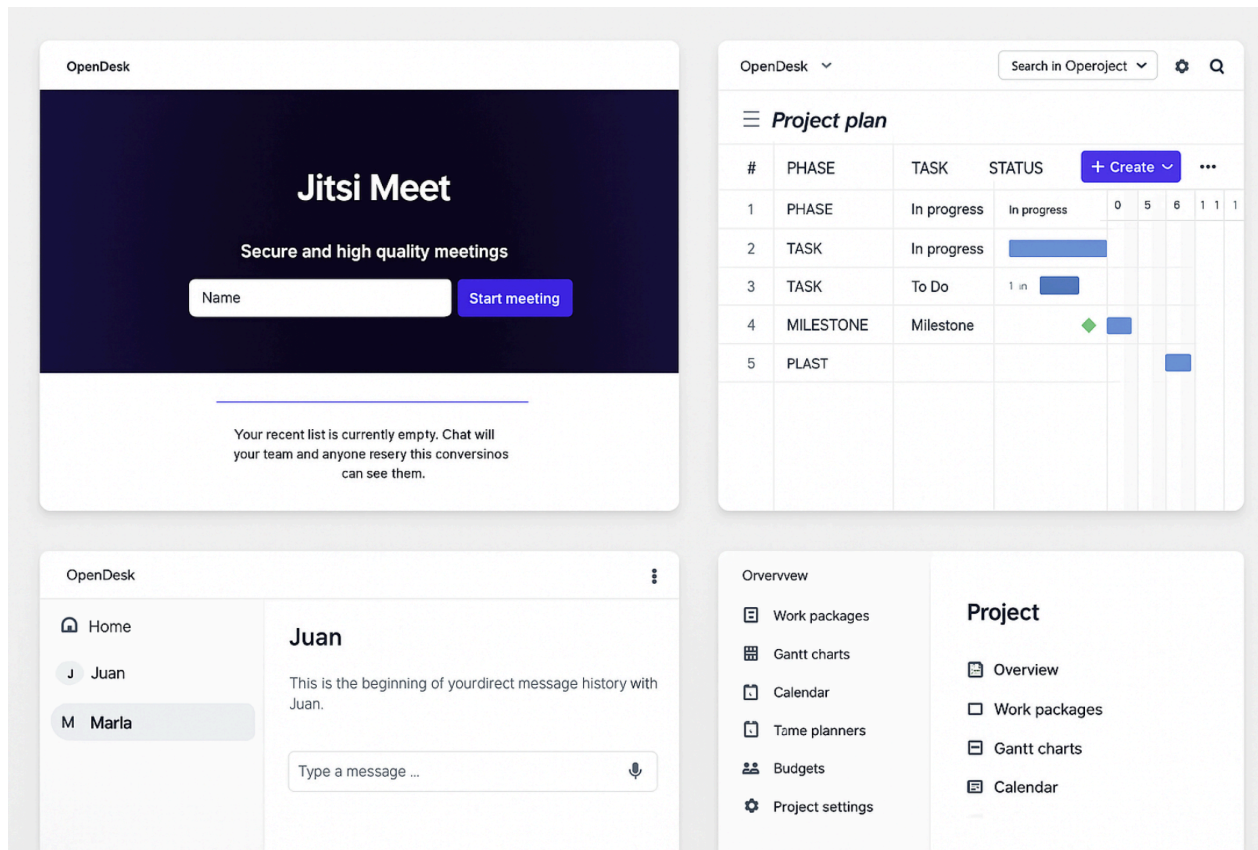 OpenDesk
Jitsi Meet
Secure and high quality meetings
Name
Start meeting
Your recent list is currently empty. Chat will
your team and anyone resery this conversinos
can see them.
OpenDesk
Search in Operoject
Project plan
# PHASE TASK STATUS + Create ...
1 PHASE In progress In progress 0 5 6 1 1 1
2 TASK In progress
3 TASK To Do 1 in
4 MILESTONE Milestone
5 PLAST
OpenDesk
Home
J Juan
M Marla
Juan
This is the beginning of yourdirect message history with
Juan.
Type a message ...
Orvervvew
Work packages
Gantt charts
Calendar
Tame planners
Budgets
Project settings
Project
Overview
Work packages
Gantt charts
Calendar